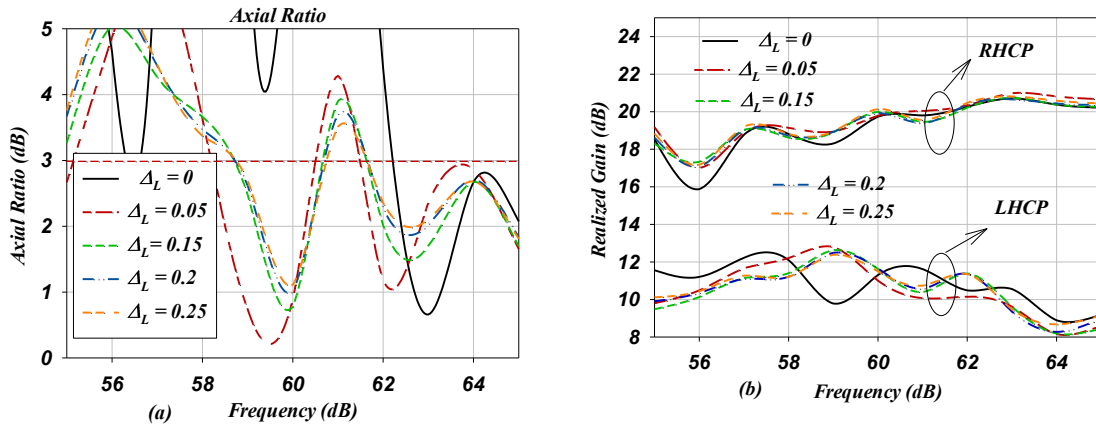 Axial Ratio
5
4
3
2
1
0
Axial Ratio (dB)
Δ_L = 0
Δ_L = 0.05
Δ_L = 0.15
Δ_L = 0.2
Δ_L = 0.25
56 58 60 62 64
(a) Frequency (dB)
24
22
20
18
16
14
12
10
8
Realized Gain (dB)
Δ_L = 0
Δ_L = 0.05
Δ_L = 0.15
RHCP
Δ_L = 0.2
Δ_L = 0.25
LHCP
56 58 60 62 64
(b) Frequency (dB)